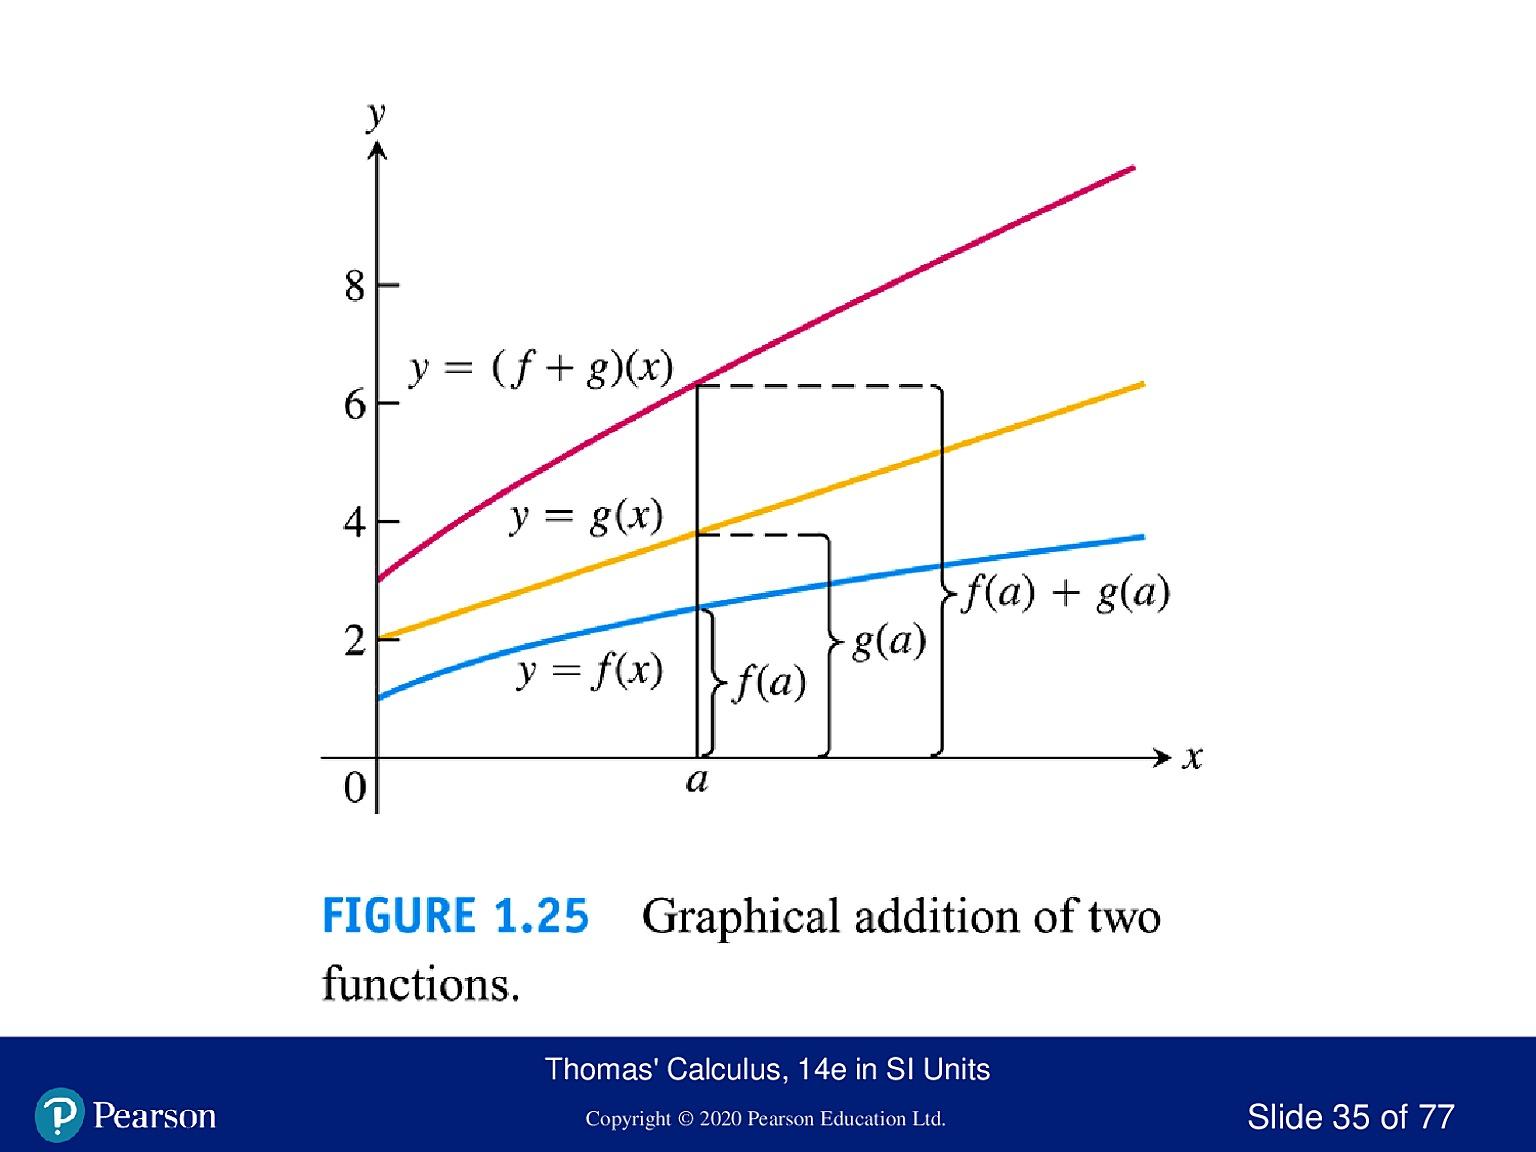 y
8
y = (f + g)(x)
6
y = g(x)
4
f(a) + g(a)
2
g(a)
y = f(x)
f(a)
x
0
a
FIGURE 1.25 Graphical addition of two
functions.
Thomas' Calculus, 14e in SI Units
Pearson
Copyright © 2020 Pearson Education Ltd.
Slide 35 of 77